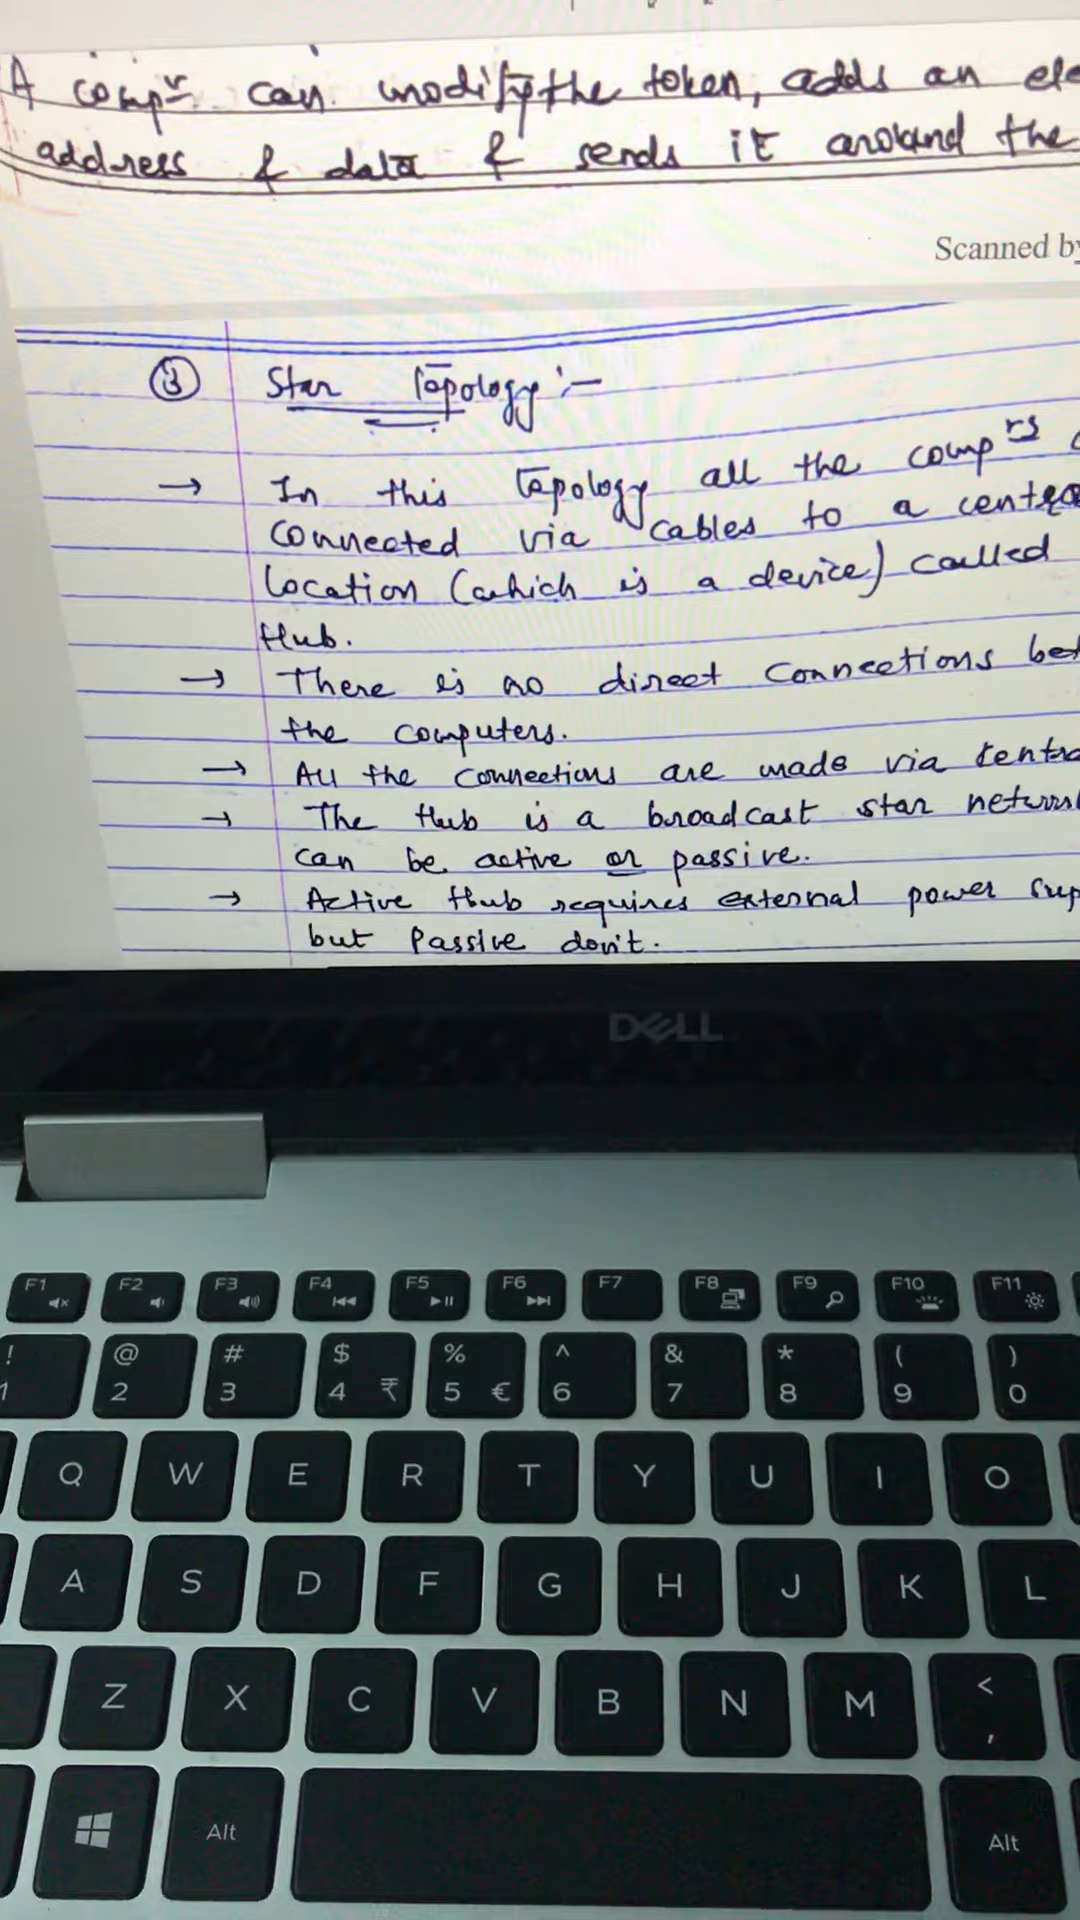 A comp^r can modify the token, adds an ele
address & data & sends it around the
Scanned by
③ Star Topology :-
→ In this Topology all the comp^rs
connected via cables to a centra
location (which is a device) called
Hub.
→ There is no direct connections bet
the computers.
→ All the connections are made via centra
→ The Hub is a broadcast star network
can be active or passive.
→ Active Hub requires external power sup
but Passive don't.
DELL
F1 F2 F3 F4 F5 F6 F7 F8 F9 F10 F11
! @ # $ % ^ & * ( )
1 2 3 4 ₹ 5 € 6 7 8 9 0
Q W E R T Y U I O
A S D F G H J K L
Z X C V B N M < ,
Alt Alt